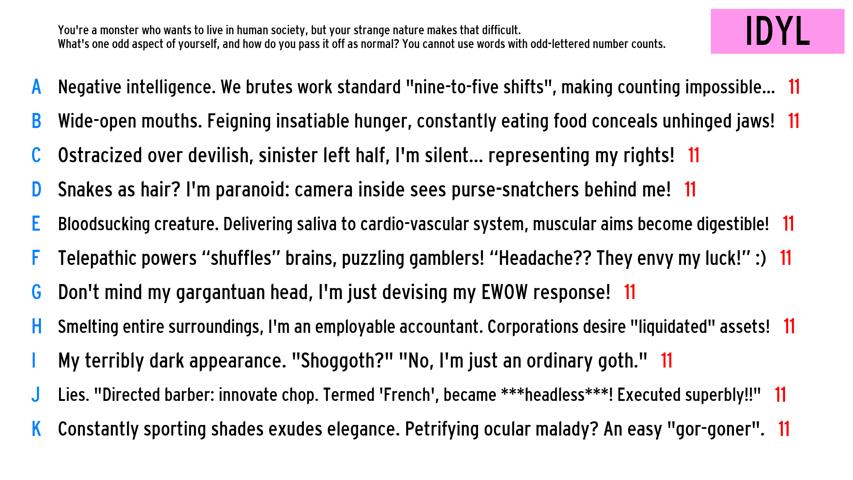 You're a monster who wants to live in human society, but your strange nature makes that difficult.
What's one odd aspect of yourself, and how do you pass it off as normal? You cannot use words with odd-lettered number counts.
IDYL
A Negative intelligence. We brutes work standard "nine-to-five shifts", making counting impossible... 11
B Wide-open mouths. Feigning insatiable hunger, constantly eating food conceals unhinged jaws! 11
C Ostracized over devilish, sinister left half, I'm silent... representing my rights! 11
D Snakes as hair? I'm paranoid: camera inside sees purse-snatchers behind me! 11
E Bloodsucking creature. Delivering saliva to cardio-vascular system, muscular aims become digestible! 11
F Telepathic powers “shuffles” brains, puzzling gamblers! “Headache?? They envy my luck!” :) 11
G Don't mind my gargantuan head, I'm just devising my EWOW response! 11
H Smelting entire surroundings, I'm an employable accountant. Corporations desire "liquidated" assets! 11
I My terribly dark appearance. "Shoggoth?" "No, I'm just an ordinary goth." 11
J Lies. "Directed barber: innovate chop. Termed 'French', became ***headless***! Executed superbly!!" 11
K Constantly sporting shades exudes elegance. Petrifying ocular malady? An easy "gor-goner". 11